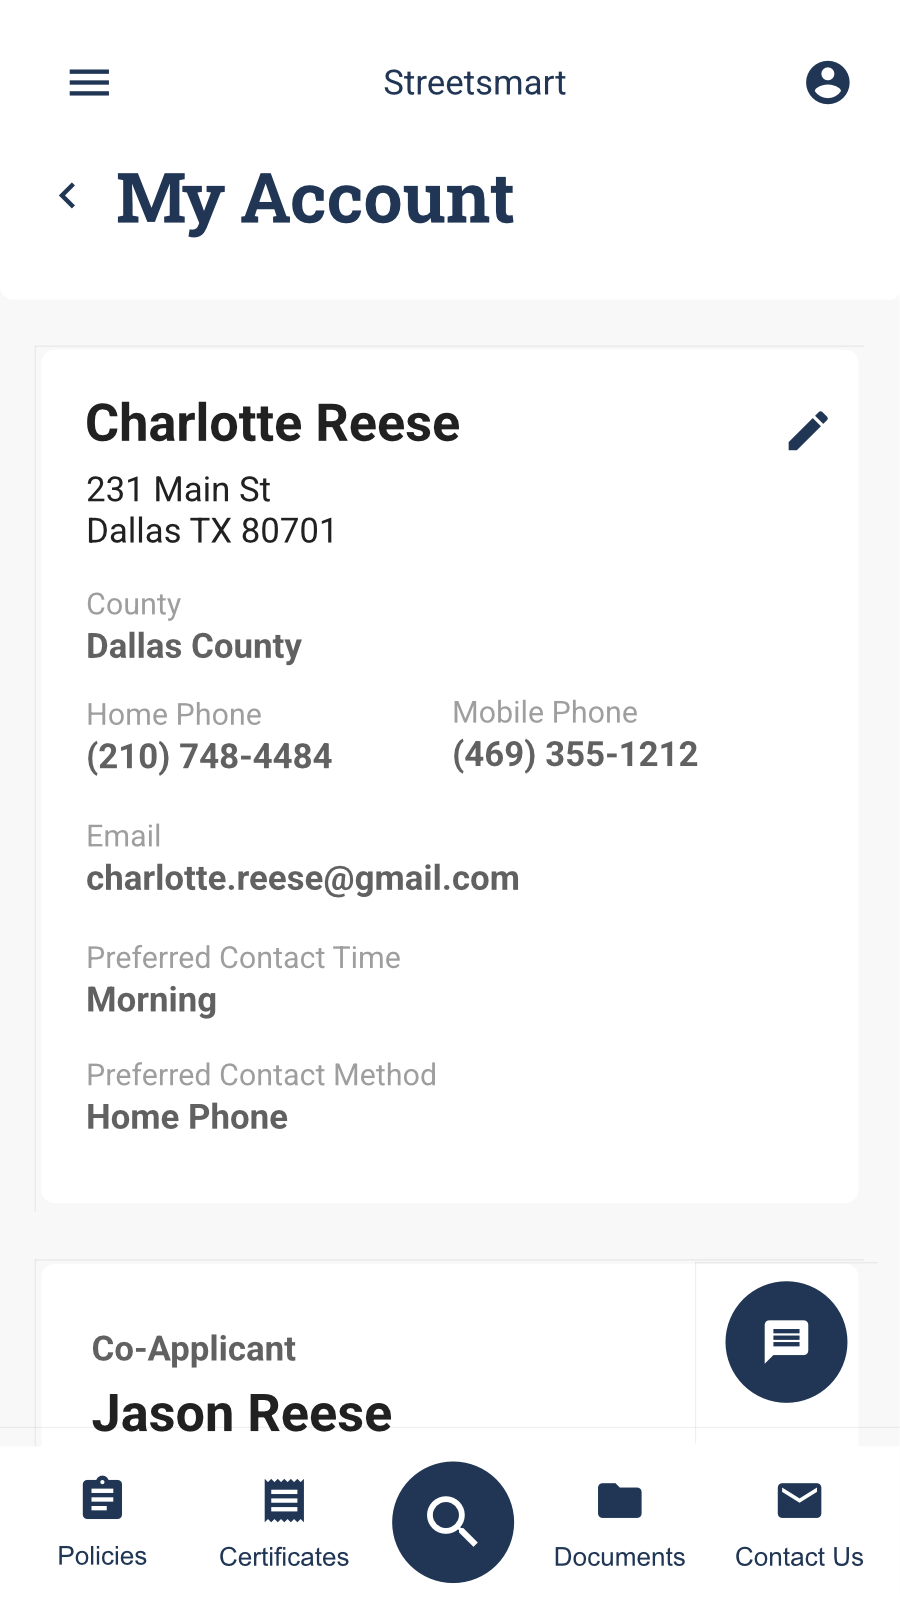 Streetsmart
My Account
Charlotte Reese
231 Main St
Dallas TX 80701
County
Dallas County
Home Phone
(210) 748-4484
Mobile Phone
(469) 355-1212
Email
charlotte.reese@gmail.com
Preferred Contact Time
Morning
Preferred Contact Method
Home Phone
Co-Applicant
Jason Reese
Policies
Certificates
Documents
Contact Us